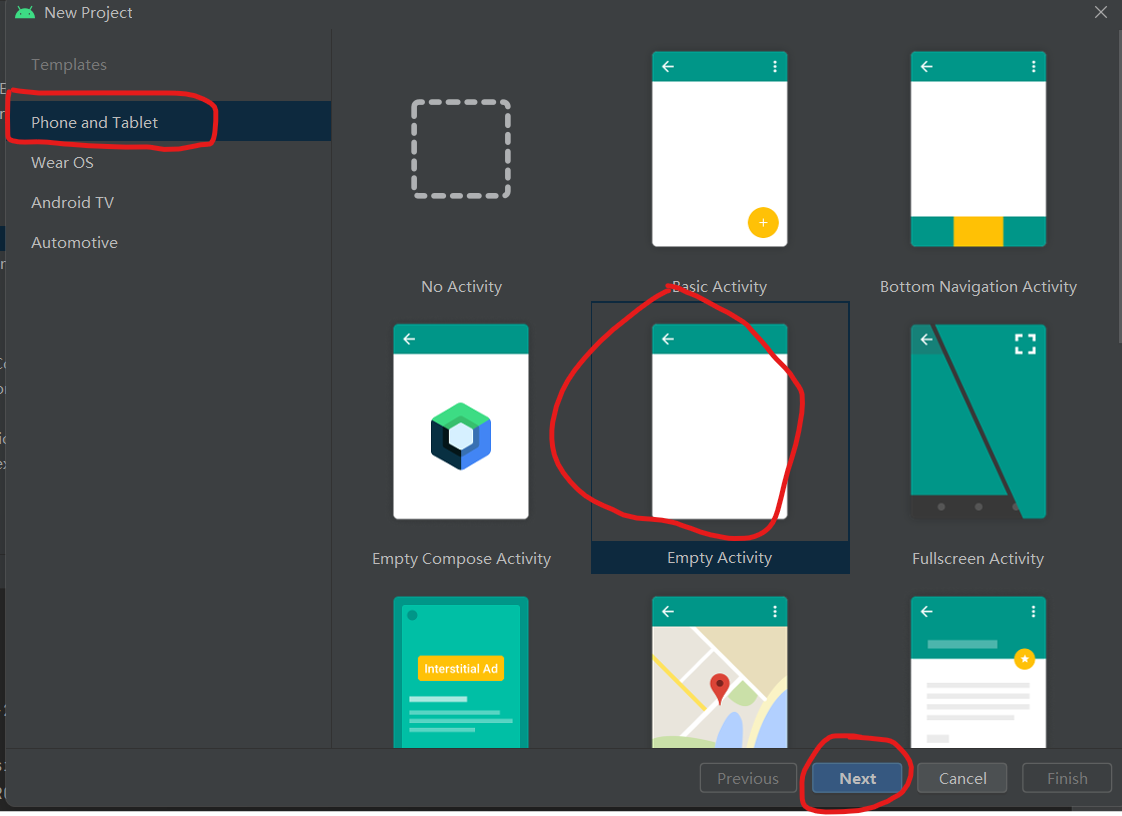 New Project
Templates
Phone and Tablet
Wear OS
Android TV
Automotive
No Activity
Basic Activity
Bottom Navigation Activity
Empty Compose Activity
Empty Activity
Fullscreen Activity
Interstitial Ad
Previous
Next
Cancel
Finish